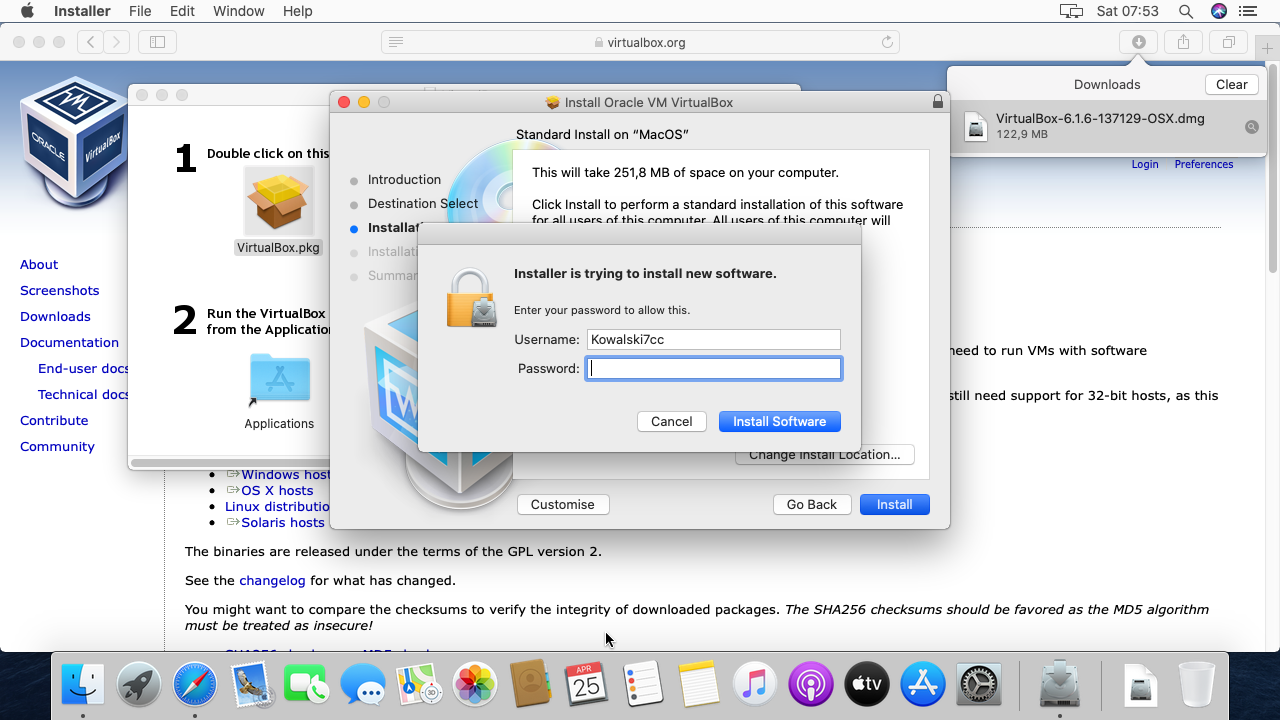 Installer File Edit Window Help Sat 07:53
virtualbox.org
Downloads Clear
VirtualBox-6.1.6-137129-OSX.dmg
122,9 MB
Login Preferences
ORACLE VirtualBox
About
Screenshots
Downloads
Documentation
End-user docs
Technical docs
Contribute
Community
1 Double click on this
VirtualBox.pkg
2 Run the VirtualBox
from the Application
Applications
Install Oracle VM VirtualBox
Standard Install on “MacOS”
Introduction
Destination Select
Installat
Installati
Summar
This will take 251,8 MB of space on your computer.
Click Install to perform a standard installation of this software
for all users of this computer. All users of this computer will
Installer is trying to install new software.
Enter your password to allow this.
Username: Kowalski7cc
Password:
Cancel Install Software
Change Install Location...
Customise Go Back Install
need to run VMs with software
still need support for 32-bit hosts, as this
Windows host
OS X hosts
Linux distributio
Solaris hosts
The binaries are released under the terms of the GPL version 2.
See the changelog for what has changed.
You might want to compare the checksums to verify the integrity of downloaded packages. The SHA256 checksums should be favored as the MD5 algorithm
must be treated as insecure!
APR
25
tv